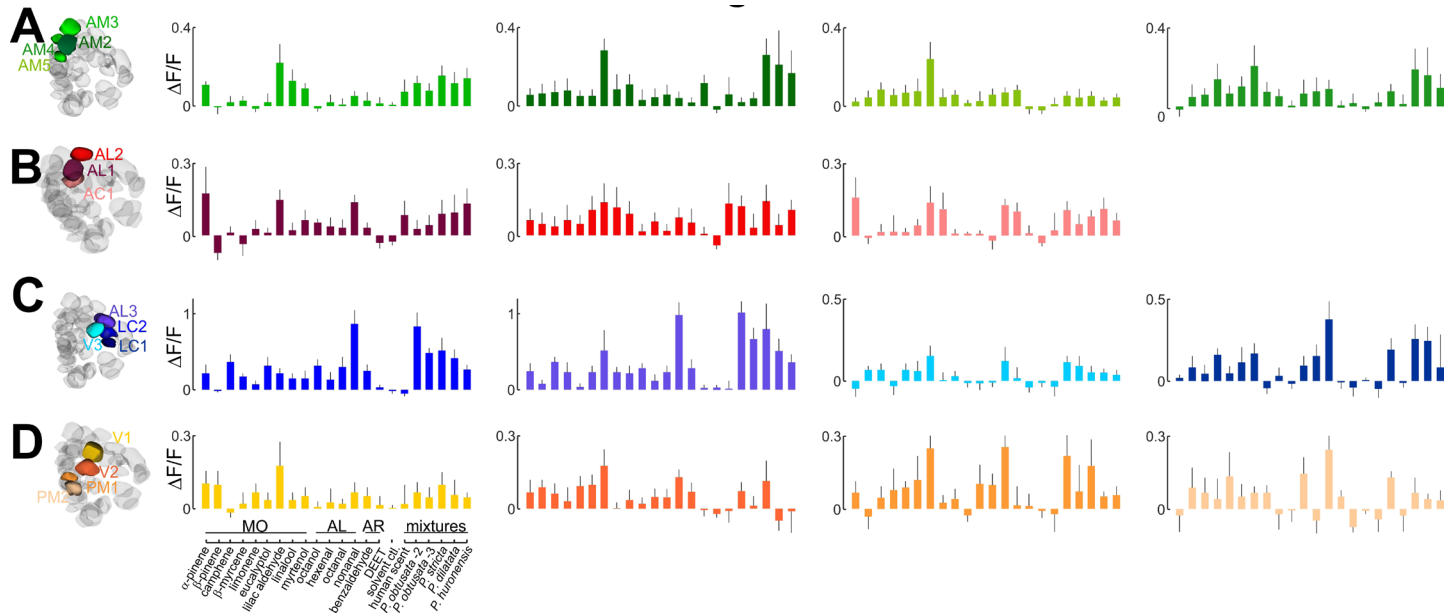 A
AM3
AM4
AM2
AM5
ΔF/F
0.4
0
0.4
0
0.4
0
0.4
0
B
AL2
AL1
AC1
ΔF/F
0.3
0
0.3
0
0.3
0
C
AL3
LC2
V3
LC1
ΔF/F
1
0
1
0
0.5
0
0.5
0
D
V1
V2
PM2
PM1
ΔF/F
0.3
0
0.3
0
0.3
0
0.3
0
MO
AL
AR
mixtures
α-pinene
β-pinene
camphene
β-myrcene
limonene
eucalyptol
lilac aldehyde
linalool
myrtenol
octanol
hexenal
octanal
nonanal
benzaldehyde
DEET
solvent ctl.
human scent
P. obtusata -2
P. obtusata -3
P. stricta
P. dilatata
P. huronensis